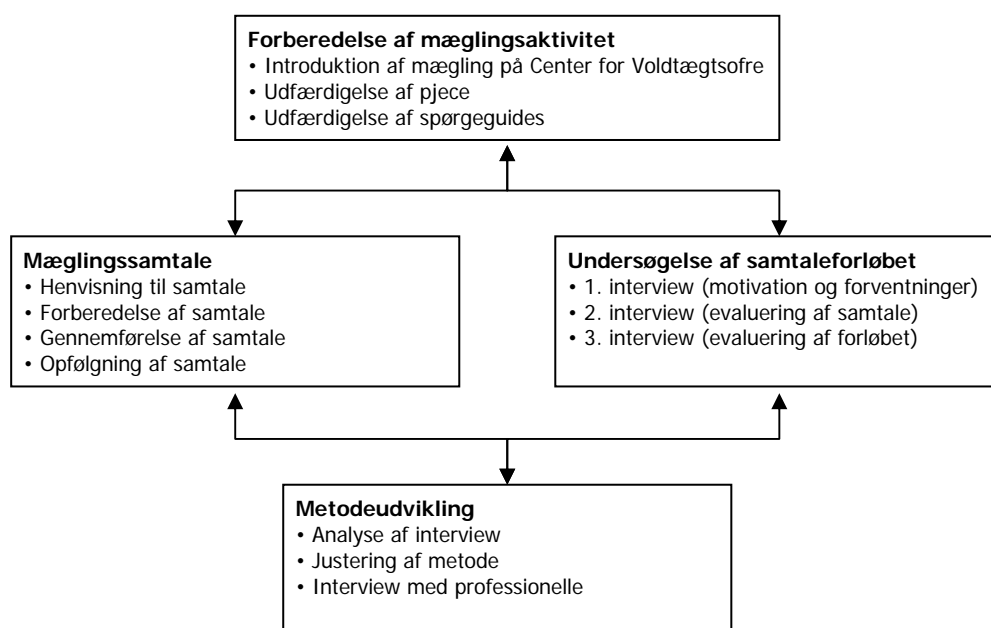 Forberedelse af mæglingsaktivitet
• Introduktion af mægling på Center for Voldtægtsofre
• Udfærdigelse af pjece
• Udfærdigelse af spørgeguides
Mæglingssamtale
• Henvisning til samtale
• Forberedelse af samtale
• Gennemførelse af samtale
• Opfølgning af samtale
Undersøgelse af samtaleforløbet
• 1. interview (motivation og forventninger)
• 2. interview (evaluering af samtale)
• 3. interview (evaluering af forløbet)
Metodeudvikling
• Analyse af interview
• Justering af metode
• Interview med professionelle